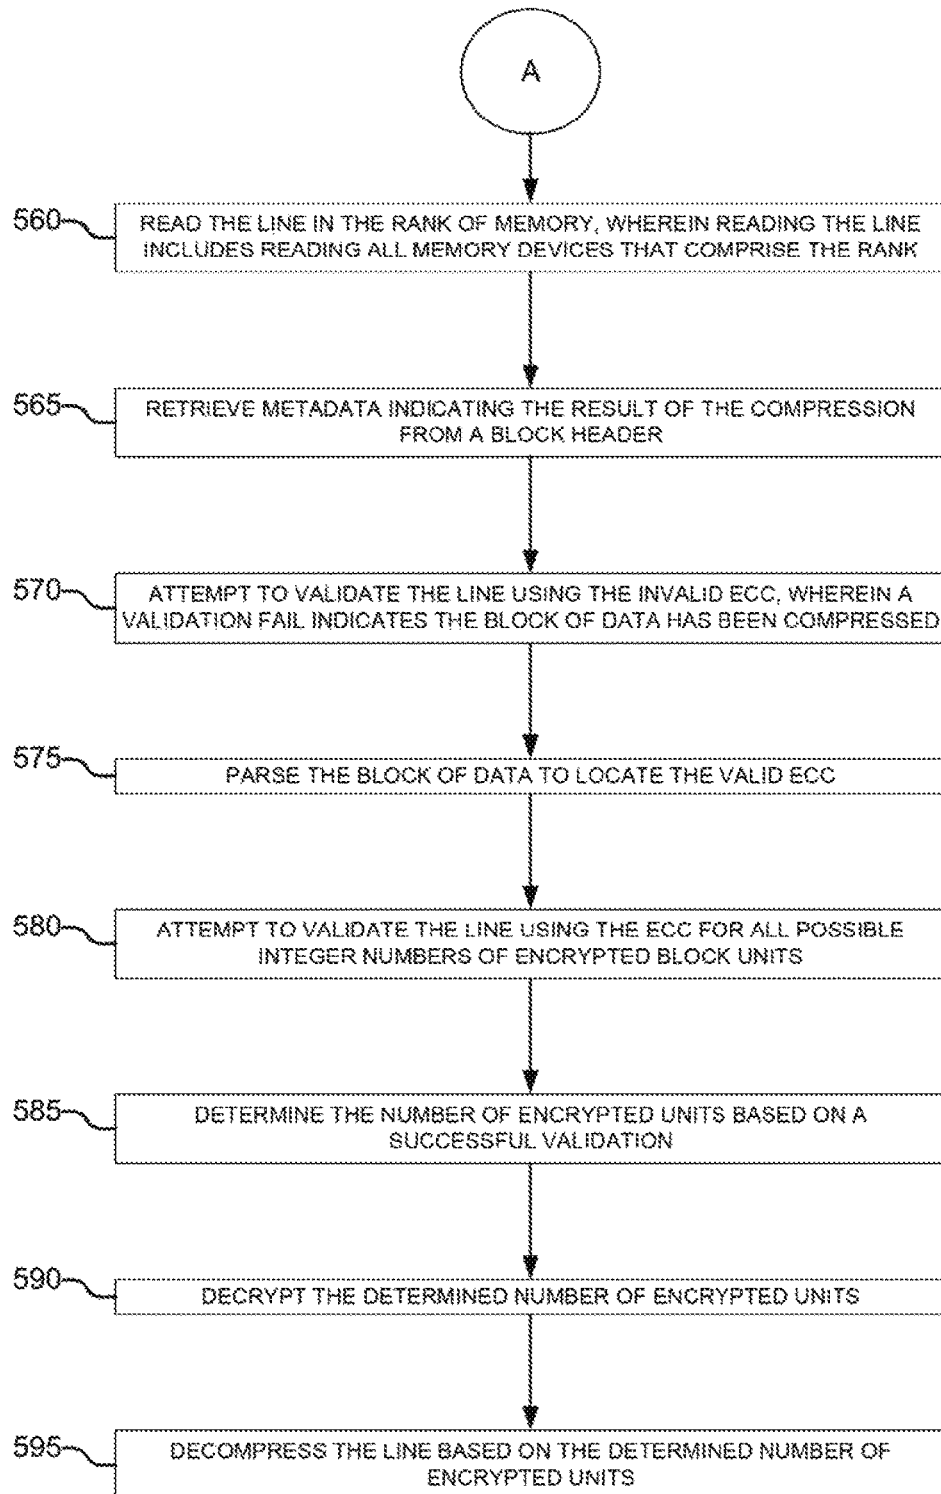 A
560
READ THE LINE IN THE RANK OF MEMORY, WHEREIN READING THE LINE
INCLUDES READING ALL MEMORY DEVICES THAT COMPRISE THE RANK
565
RETRIEVE METADATA INDICATING THE RESULT OF THE COMPRESSION
FROM A BLOCK HEADER
570
ATTEMPT TO VALIDATE THE LINE USING THE INVALID ECC, WHEREIN A
VALIDATION FAIL INDICATES THE BLOCK OF DATA HAS BEEN COMPRESSED
575
PARSE THE BLOCK OF DATA TO LOCATE THE VALID ECC
580
ATTEMPT TO VALIDATE THE LINE USING THE ECC FOR ALL POSSIBLE
INTEGER NUMBERS OF ENCRYPTED BLOCK UNITS
585
DETERMINE THE NUMBER OF ENCRYPTED UNITS BASED ON A
SUCCESSFUL VALIDATION
590
DECRYPT THE DETERMINED NUMBER OF ENCRYPTED UNITS
595
DECOMPRESS THE LINE BASED ON THE DETERMINED NUMBER OF
ENCRYPTED UNITS